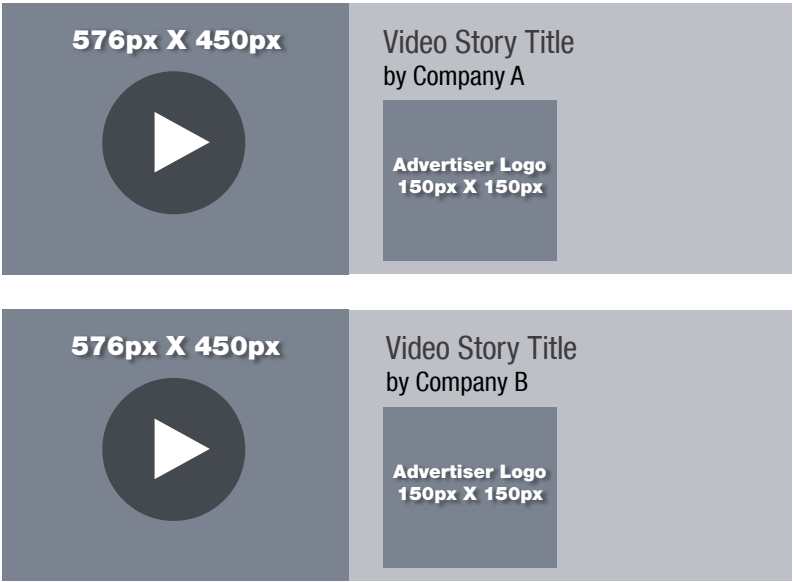 576px X 450px
Video Story Title
by Company A
Advertiser Logo
150px X 150px
576px X 450px
Video Story Title
by Company B
Advertiser Logo
150px X 150px